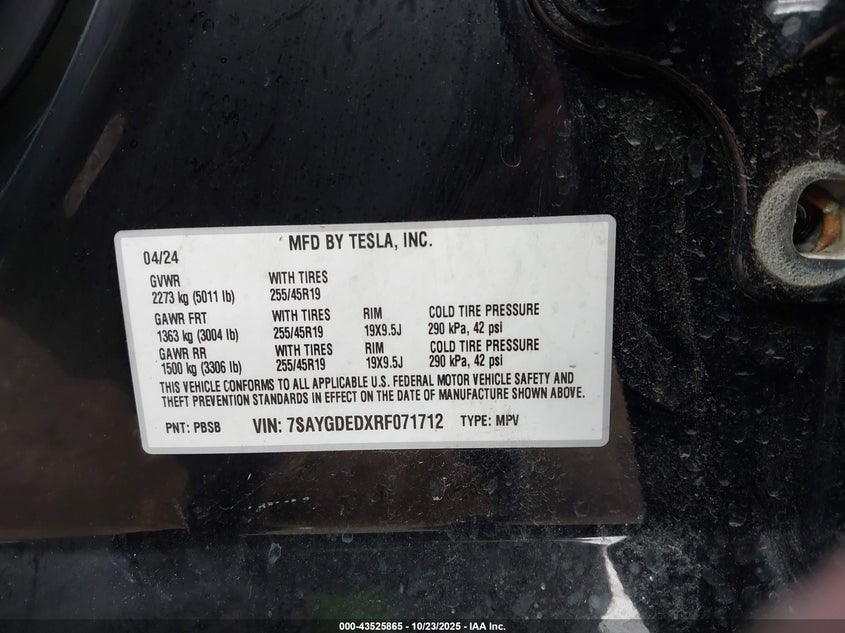 MFD BY TESLA, INC.
04/24
GVWR WITH TIRES
2273 kg (5011 lb) 255/45R19
GAWR FRT WITH TIRES RIM COLD TIRE PRESSURE
1363 kg (3004 lb) 255/45R19 19X9.5J 290 kPa, 42 psi
GAWR RR WITH TIRES RIM COLD TIRE PRESSURE
1500 kg (3306 lb) 255/45R19 19X9.5J 290 kPa, 42 psi
THIS VEHICLE CONFORMS TO ALL APPLICABLE U.S. FEDERAL MOTOR VEHICLE SAFETY AND
THEFT PREVENTION STANDARDS IN EFFECT ON THE DATE OF MANUFACTURE SHOWN ABOVE.
PNT: PBSB VIN: 7SAYGDEDXRF071712 TYPE: MPV
000-43525865 - 10/23/2025 - IAA Inc.